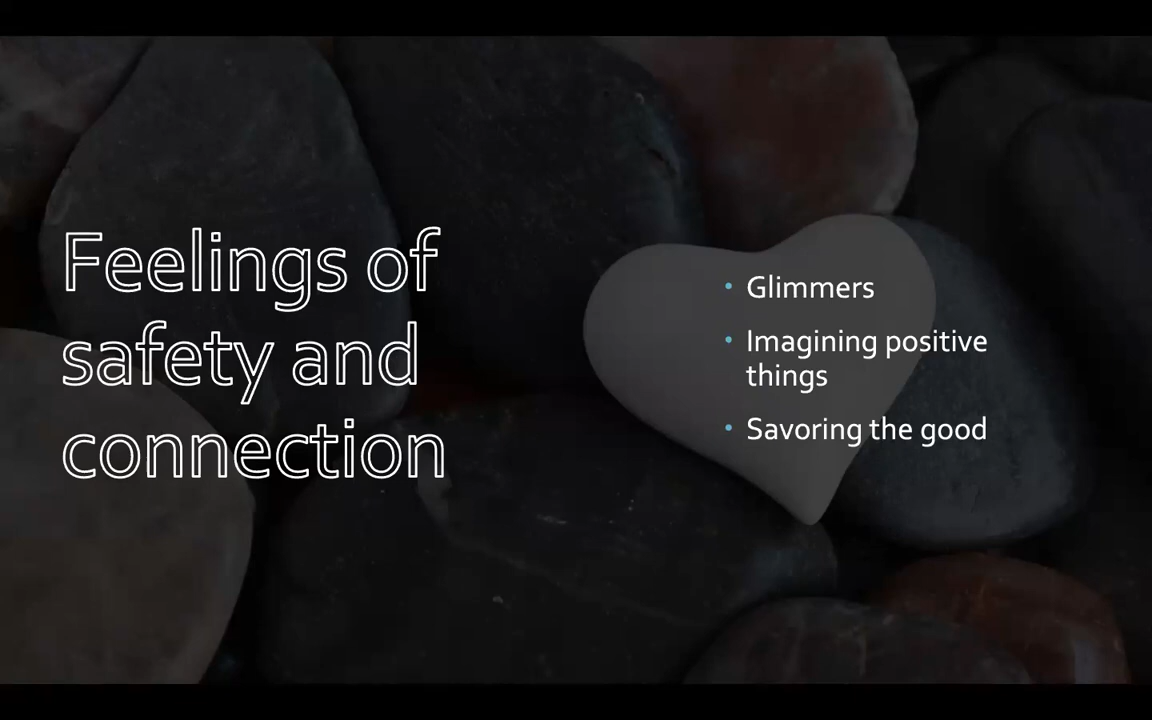 Feelings of
safety and
connection
• Glimmers
• Imagining positive
things
• Savoring the good